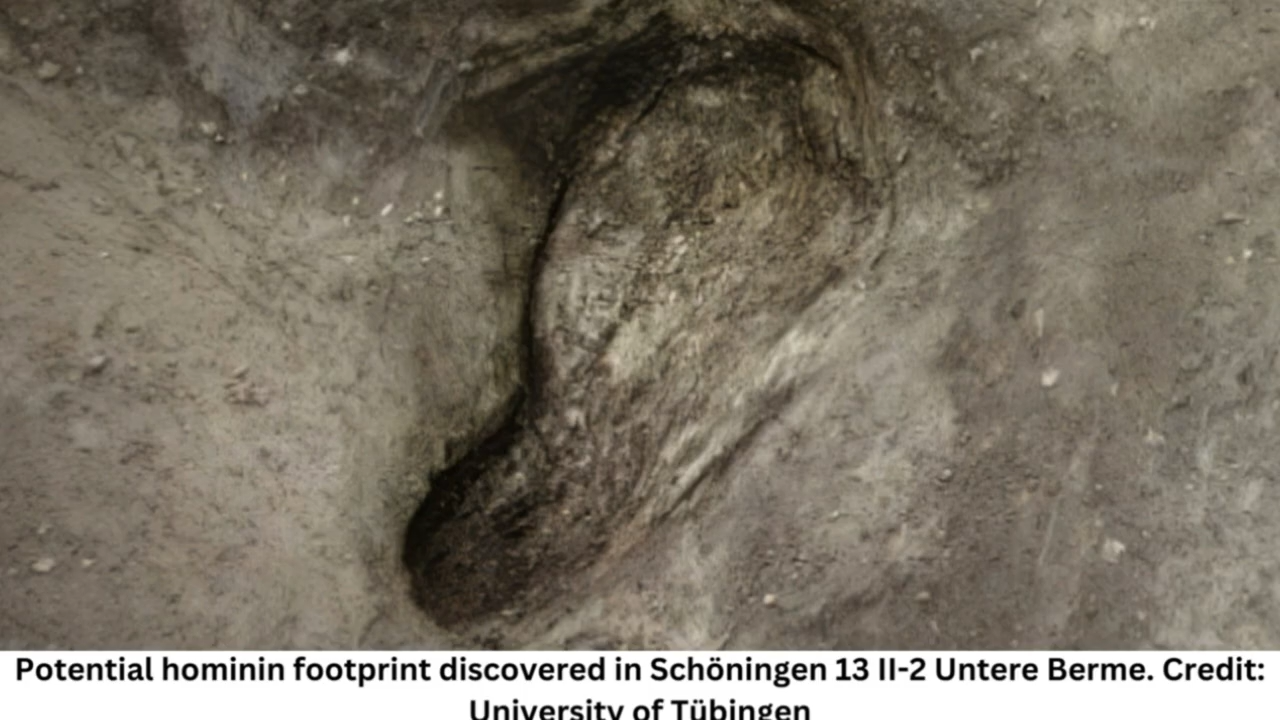 Potential hominin footprint discovered in Schöningen 13 II-2 Untere Berme. Credit:
University of Tübingen